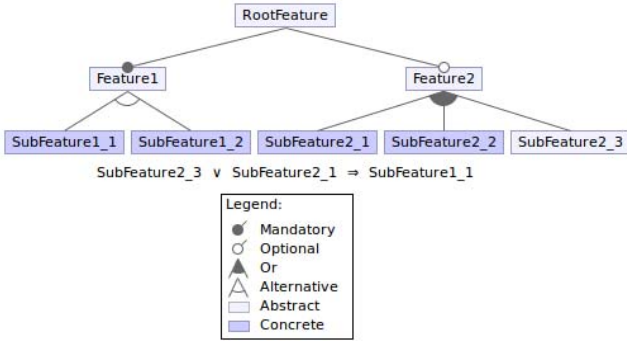 RootFeature
Feature1 Feature2
SubFeature1_1 SubFeature1_2 SubFeature2_1 SubFeature2_2 SubFeature2_3
SubFeature2_3 ∨ SubFeature2_1 ⇒ SubFeature1_1
Legend:
Mandatory
Optional
Or
Alternative
Abstract
Concrete